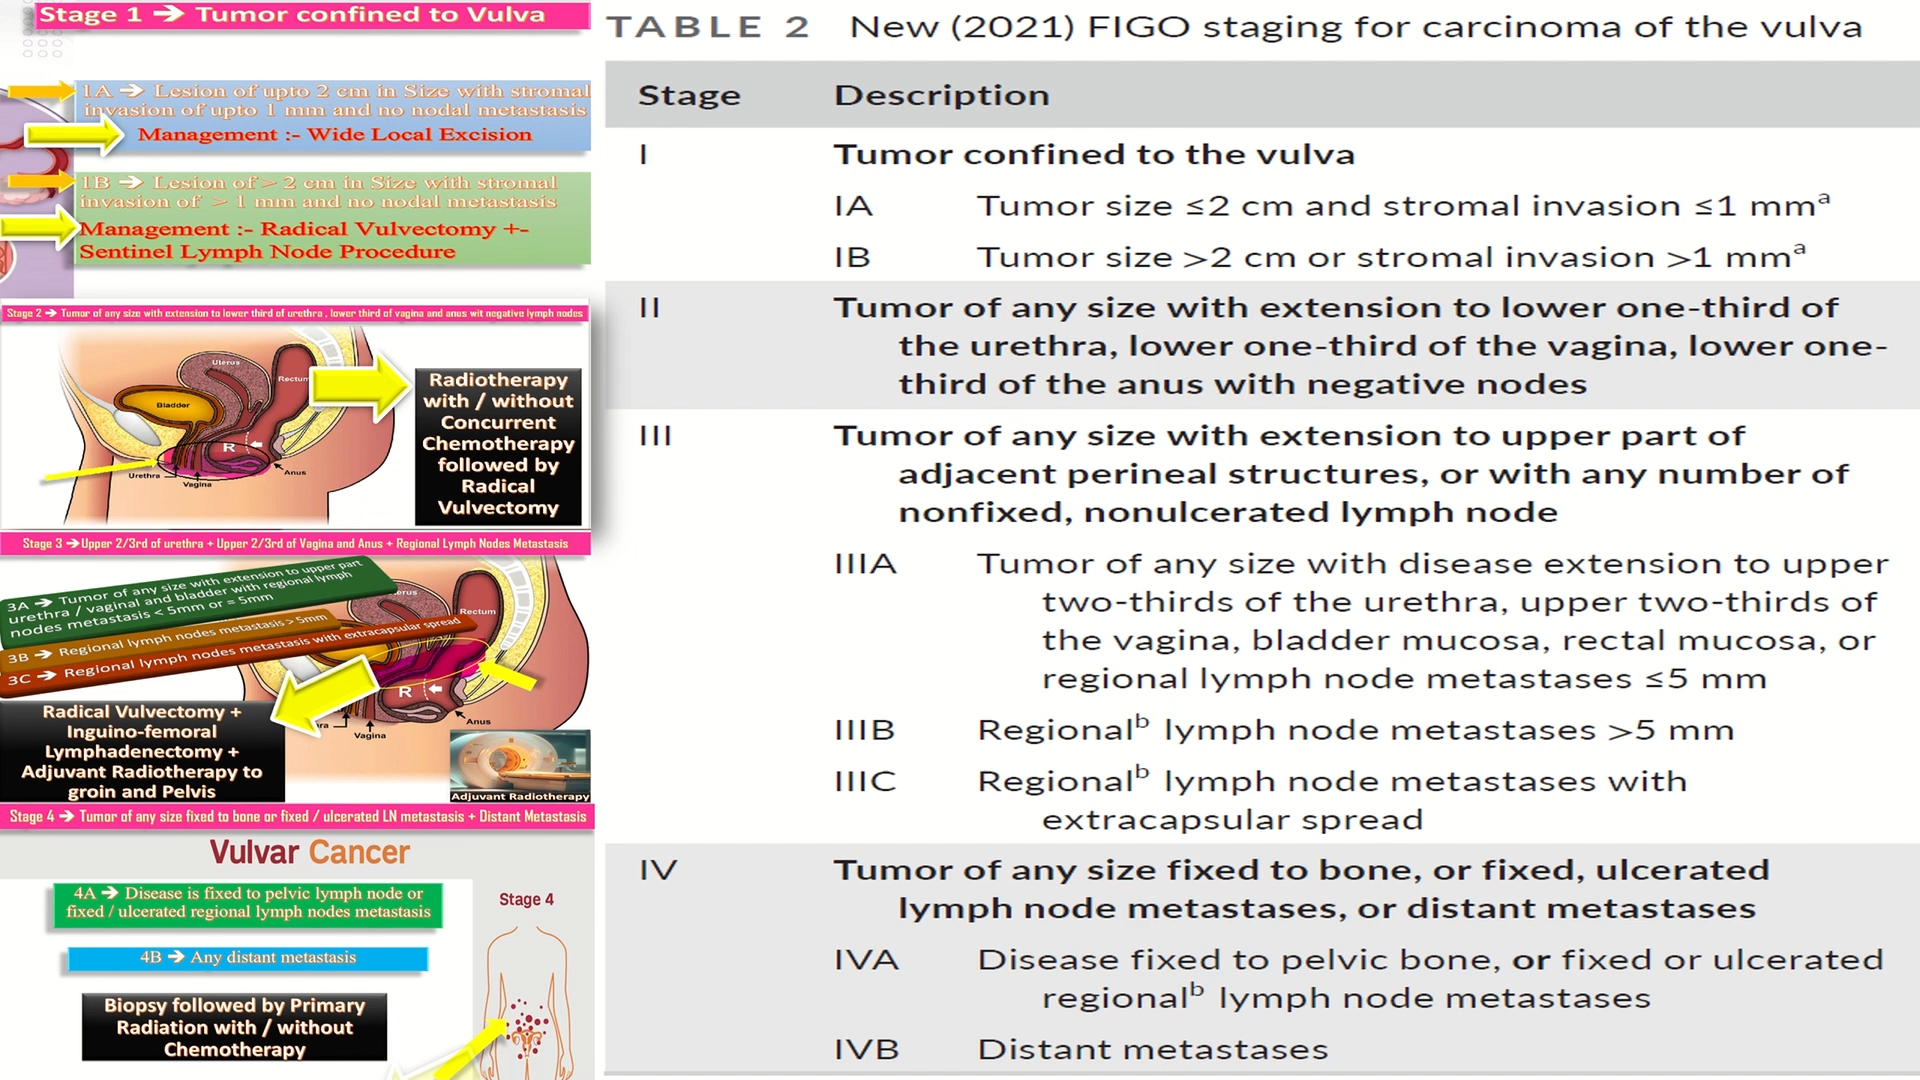 Stage 1 ➔ Tumor confined to Vulva
1A ➔ Lesion of upto 2 cm in Size with stromal
invasion of upto 1 mm and no nodal metastasis
Management :- Wide Local Excision
1B ➔ Lesion of > 2 cm in Size with stromal
invasion of > 1 mm and no nodal metastasis
Management :- Radical Vulvectomy +-
Sentinel Lymph Node Procedure
Stage 2 ➔ Tumor of any size with extension to lower third of urethra , lower third of vagina and anus wit negative lymph nodes
Uterus
Rectum
Bladder
R
Urethra
Vagina
Anus
Radiotherapy
with / without
Concurrent
Chemotherapy
followed by
Radical
Vulvectomy
Stage 3 ➔Upper 2/3rd of urethra + Upper 2/3rd of Vagina and Anus + Regional Lymph Nodes Metastasis
3A ➔ Tumor of any size with extension to upper part
urethra / vaginal and bladder with regional lymph
nodes metastasis < 5mm or = 5mm
3B ➔ Regional lymph nodes metastasis > 5mm
3C ➔ Regional lymph nodes metastasis with extracapsular spread
erus
Rectum
R
ra
Vagina
Anus
Radical Vulvectomy +
Inguino-femoral
Lymphadenectomy +
Adjuvant Radiotherapy to
groin and Pelvis
Adjuvant Radiotherapy
Stage 4 ➔ Tumor of any size fixed to bone or fixed / ulcerated LN metastasis + Distant Metastasis
Vulvar Cancer
4A ➔ Disease is fixed to pelvic lymph node or
fixed / ulcerated regional lymph nodes metastasis
4B ➔ Any distant metastasis
Biopsy followed by Primary
Radiation with / without
Chemotherapy
Stage 4
TABLE 2 New (2021) FIGO staging for carcinoma of the vulva
Stage Description
I Tumor confined to the vulva
IA Tumor size ≤2 cm and stromal invasion ≤1 mmᵃ
IB Tumor size >2 cm or stromal invasion >1 mmᵃ
II Tumor of any size with extension to lower one-third of
the urethra, lower one-third of the vagina, lower one-
third of the anus with negative nodes
III Tumor of any size with extension to upper part of
adjacent perineal structures, or with any number of
nonfixed, nonulcerated lymph node
IIIA Tumor of any size with disease extension to upper
two-thirds of the urethra, upper two-thirds of
the vagina, bladder mucosa, rectal mucosa, or
regional lymph node metastases ≤5 mm
IIIB Regionalᵇ lymph node metastases >5 mm
IIIC Regionalᵇ lymph node metastases with
extracapsular spread
IV Tumor of any size fixed to bone, or fixed, ulcerated
lymph node metastases, or distant metastases
IVA Disease fixed to pelvic bone, or fixed or ulcerated
regionalᵇ lymph node metastases
IVB Distant metastases